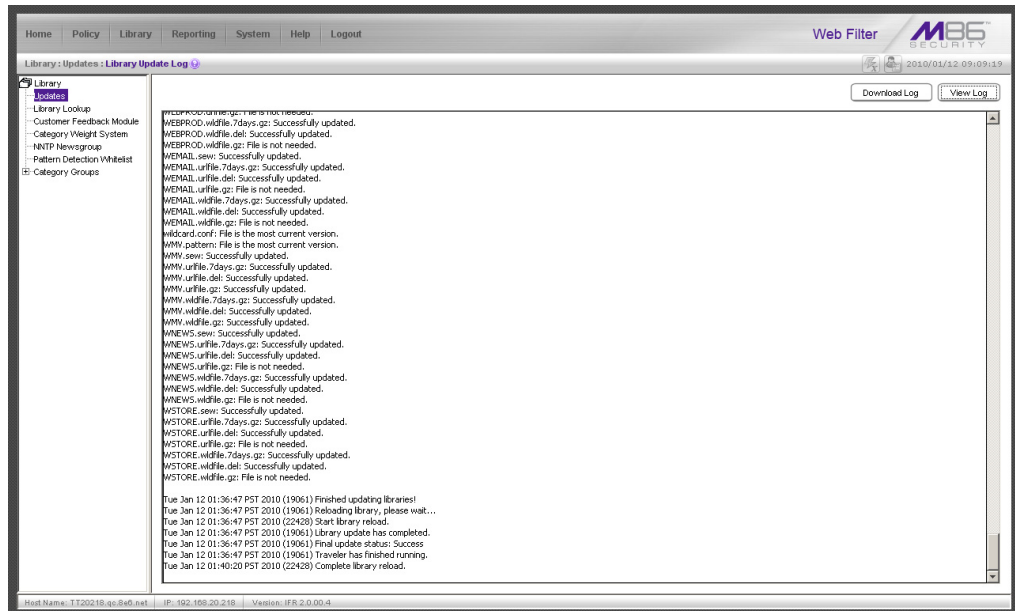 Home Policy Library Reporting System Help Logout
Web Filter
M86
SECURITY
Library : Updates : Library Update Log
2010/01/12 09:09:19
Library
Updates
Library Lookup
Customer Feedback Module
Category Weight System
NNTP Newsgroup
Pattern Detection Whitelist
Category Groups
Download Log View Log
WEBPROD.urlfile.gz: File is not needed.
WEBPROD.wldfile.7days.gz: Successfully updated.
WEBPROD.wldfile.del: Successfully updated.
WEBPROD.wldfile.gz: File is not needed.
WEMAIL.sew: Successfully updated.
WEMAIL.urlfile.7days.gz: Successfully updated.
WEMAIL.urlfile.del: Successfully updated.
WEMAIL.urlfile.gz: File is not needed.
WEMAIL.wldfile.7days.gz: Successfully updated.
WEMAIL.wldfile.del: Successfully updated.
WEMAIL.wldfile.gz: File is not needed.
wildcard.conf: File is the most current version.
WMV.pattern: File is the most current version.
WMV.sew: Successfully updated.
WMV.urlfile.7days.gz: Successfully updated.
WMV.urlfile.del: Successfully updated.
WMV.urlfile.gz: Successfully updated.
WMV.wldfile.7days.gz: Successfully updated.
WMV.wldfile.del: Successfully updated.
WMV.wldfile.gz: Successfully updated.
WNEWS.sew: Successfully updated.
WNEWS.urlfile.7days.gz: Successfully updated.
WNEWS.urlfile.del: Successfully updated.
WNEWS.urlfile.gz: File is not needed.
WNEWS.wldfile.7days.gz: Successfully updated.
WNEWS.wldfile.del: Successfully updated.
WNEWS.wldfile.gz: File is not needed.
WSTORE.sew: Successfully updated.
WSTORE.urlfile.7days.gz: Successfully updated.
WSTORE.urlfile.del: Successfully updated.
WSTORE.urlfile.gz: File is not needed.
WSTORE.wldfile.7days.gz: Successfully updated.
WSTORE.wldfile.del: Successfully updated.
WSTORE.wldfile.gz: File is not needed.
Tue Jan 12 01:36:47 PST 2010 (19061) Finished updating libraries!
Tue Jan 12 01:36:47 PST 2010 (19061) Reloading library, please wait...
Tue Jan 12 01:36:47 PST 2010 (22428) Start library reload.
Tue Jan 12 01:36:47 PST 2010 (19061) Library update has completed.
Tue Jan 12 01:36:47 PST 2010 (19061) Final update status: Success
Tue Jan 12 01:36:47 PST 2010 (19061) Traveler has finished running.
Tue Jan 12 01:40:20 PST 2010 (22428) Complete library reload.
Host Name: TT20218.qc.8e6.net IP: 192.168.20.218 Version: IFR 2.0.00.4